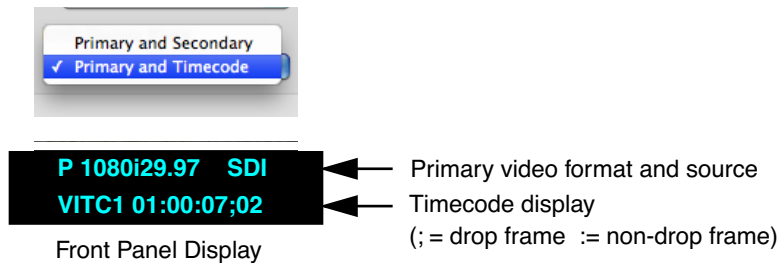 Primary and Secondary
✓ Primary and Timecode
P 1080i29.97 SDI
Primary video format and source
VITC1 01:00:07;02
Timecode display
(; = drop frame := non-drop frame)
Front Panel Display